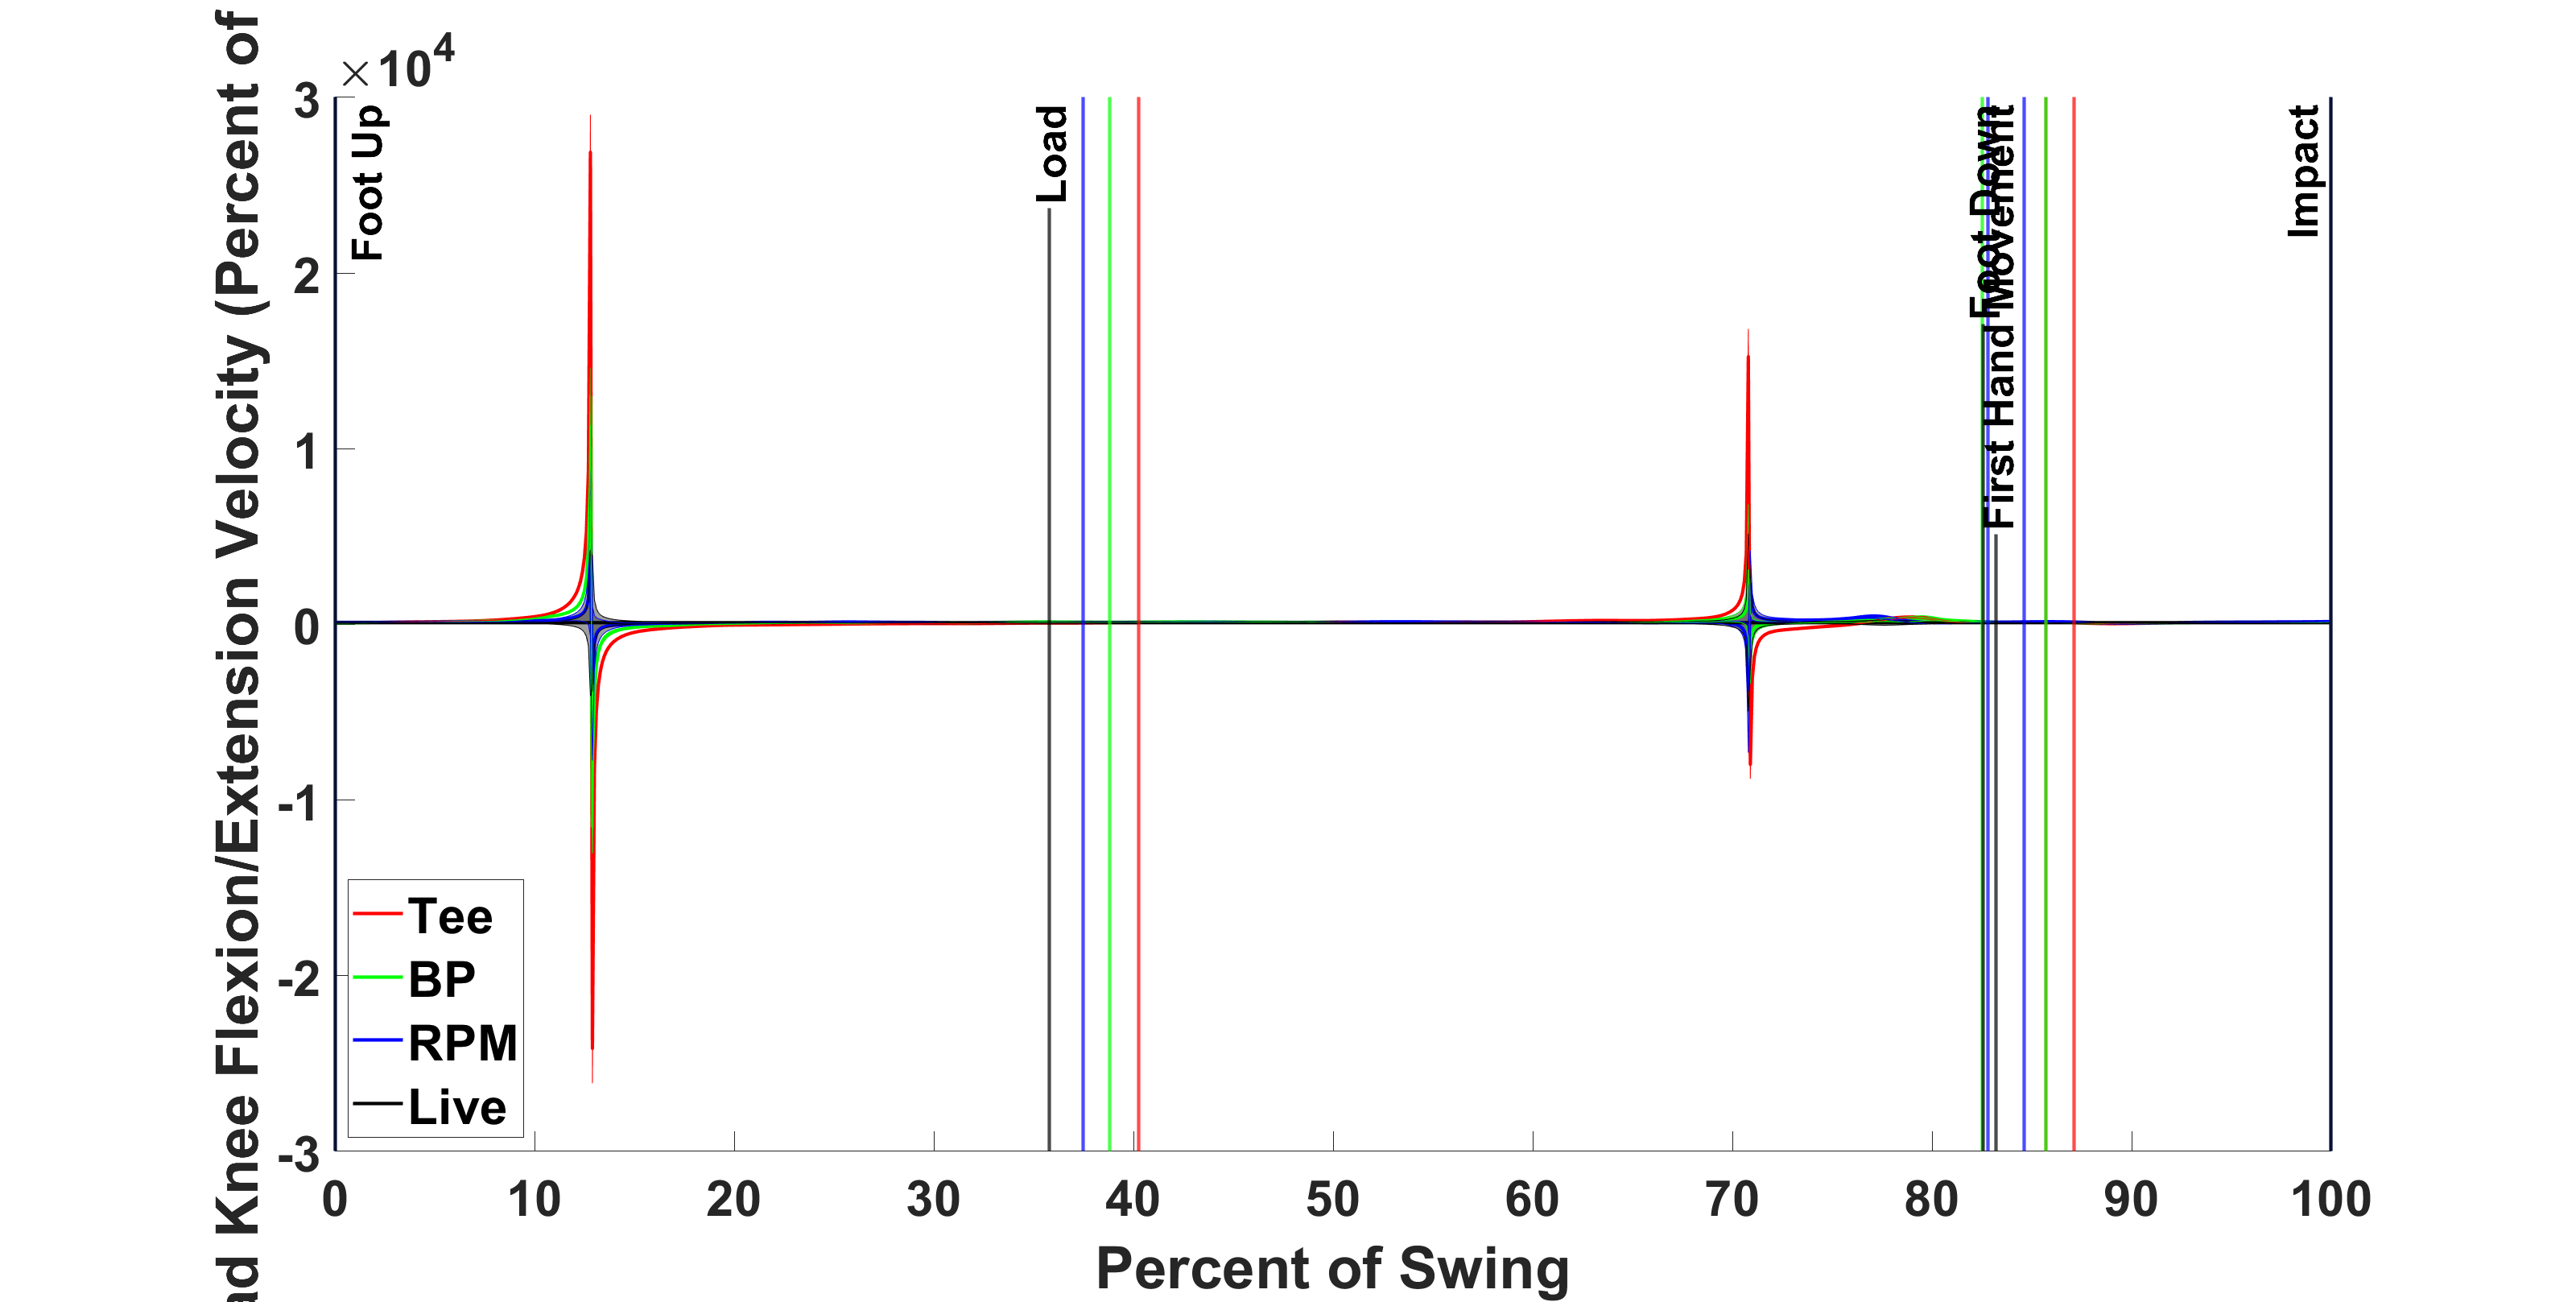 ×10^4
3
2
1
0
-1
-2
-3
Knee Flexion/Extension Velocity (Percent of
Foot Up
Load
Foot Down
First Hand Movement
Impact
Tee
BP
RPM
Live
0 10 20 30 40 50 60 70 80 90 100
Percent of Swing